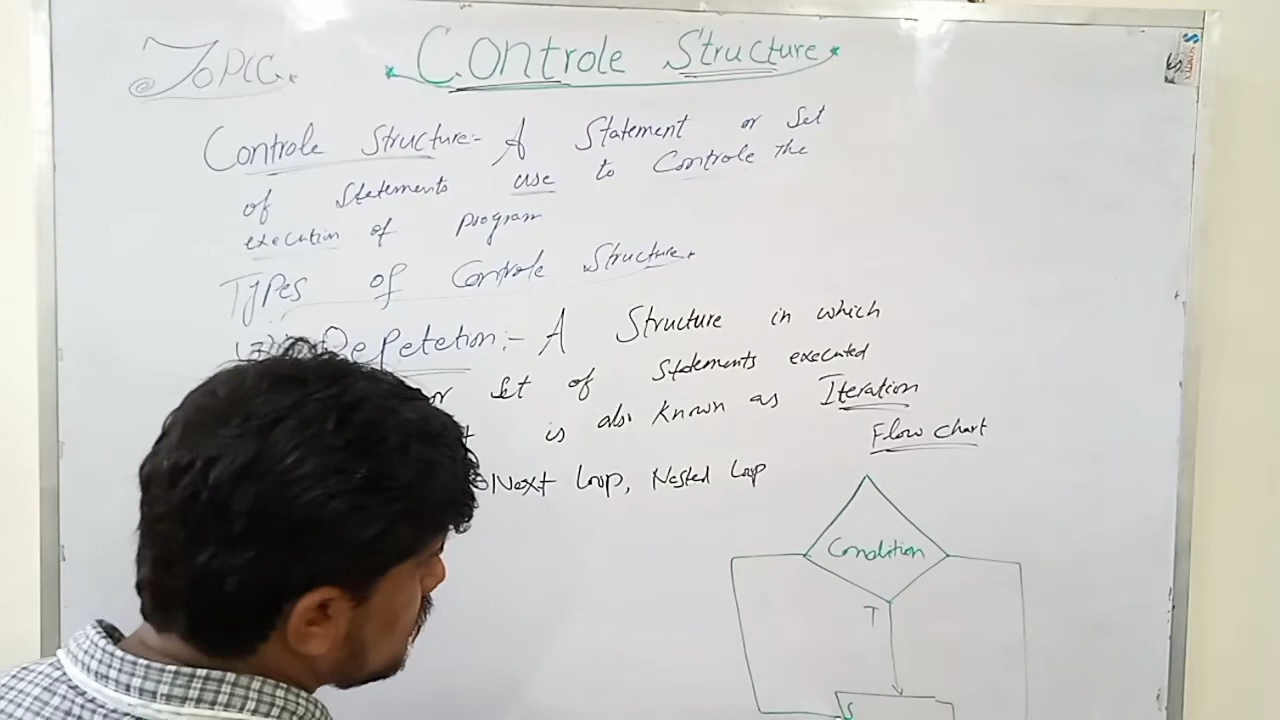 TOPIC.
Controle Structure
Controle Structure:- A Statement or Set
of Statements use to Controle the
execution of program
Types of Controle Structure.
Repetetion:- A Structure in which
or Set of Statements executed
is also known as Iteration
Flow chart
Next Loop, Nested Loop
Condition
T
S